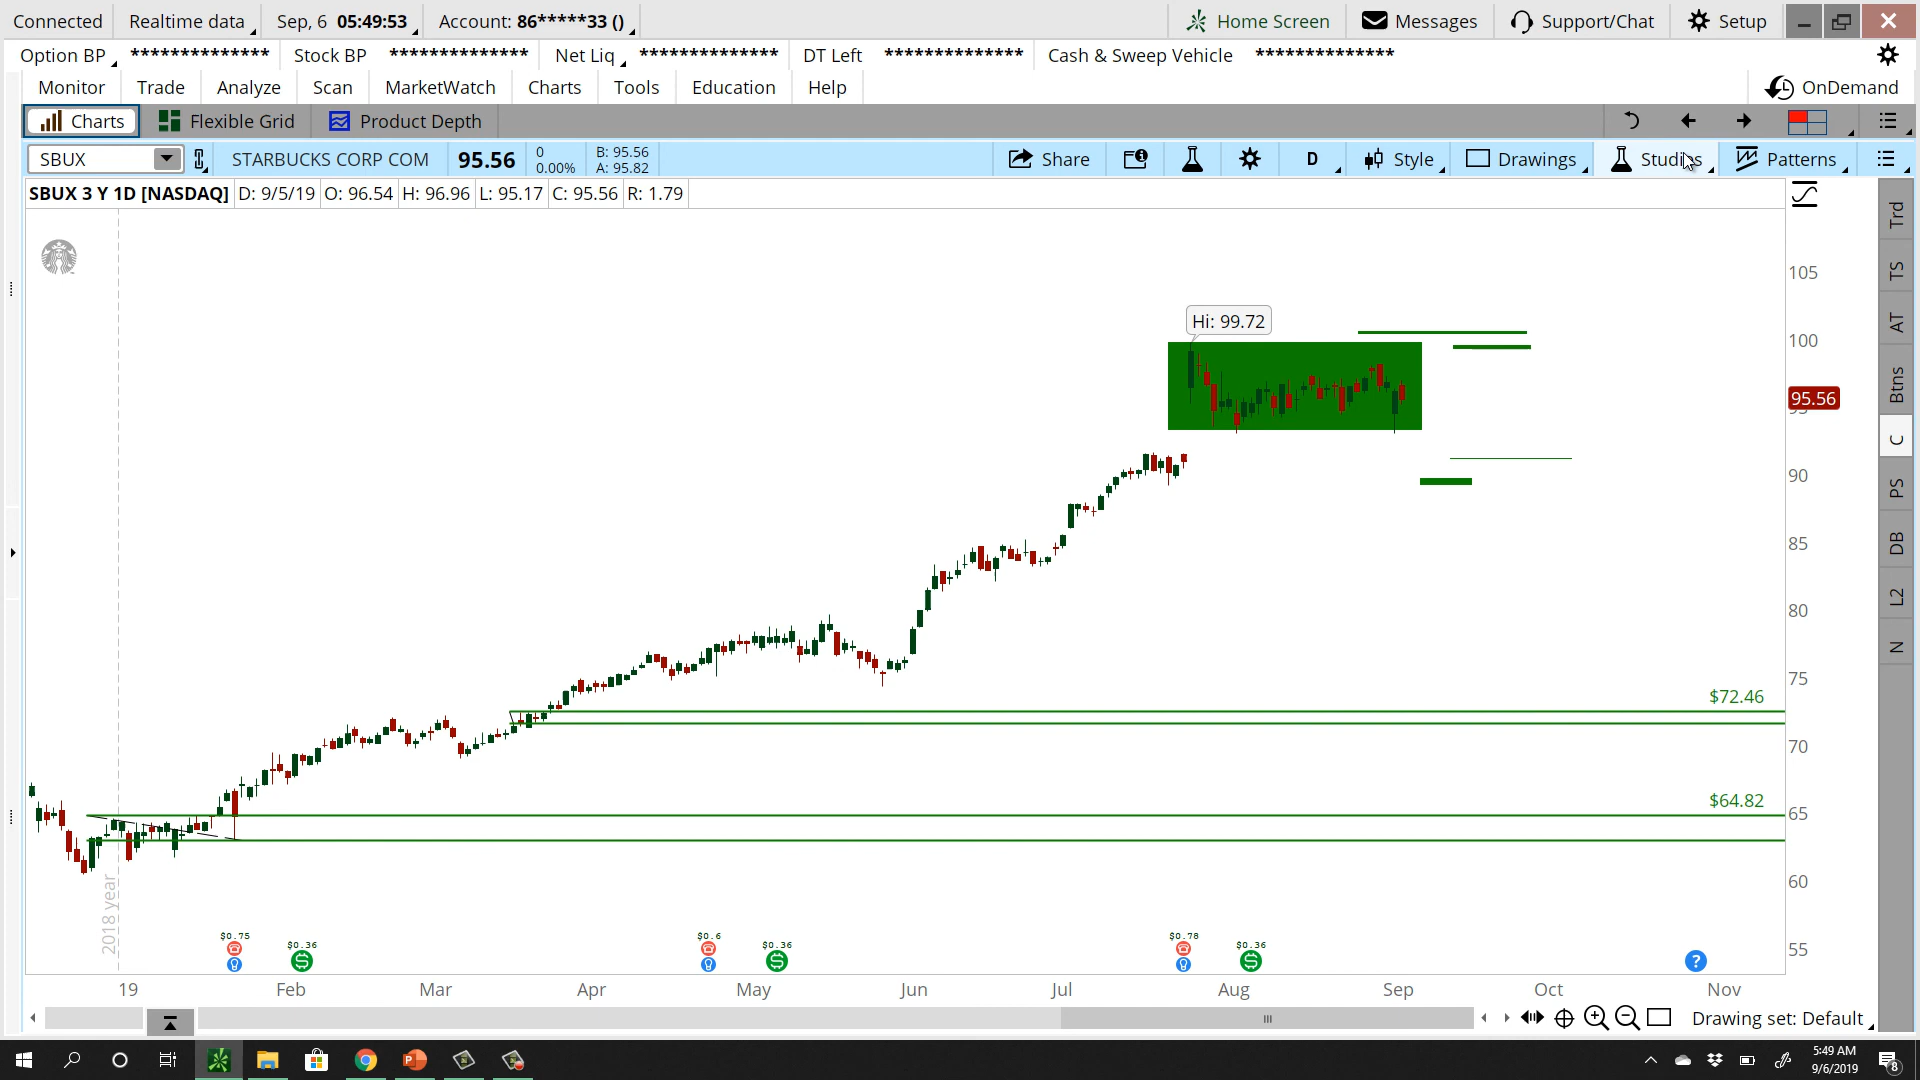 Connected Realtime data Sep, 6 05:49:53 Account: 86*****33 () Home Screen Messages Support/Chat Setup
Option BP ************** Stock BP ************** Net Liq ************** DT Left ************** Cash & Sweep Vehicle **************
Monitor Trade Analyze Scan MarketWatch Charts Tools Education Help OnDemand
Charts Flexible Grid Product Depth
SBUX STARBUCKS CORP COM 95.56 0 B: 95.56 Share D Style Drawings Studies Patterns
0.00% A: 95.82
SBUX 3 Y 1D [NASDAQ] D: 9/5/19 O: 96.54 H: 96.96 L: 95.17 C: 95.56 R: 1.79
Trd
TS
AT
Btns
C
PS
DB
L2
N
105
Hi: 99.72
100
95.56
95
90
85
80
75
$72.46
70
$64.82
65
60
2018 year
55
$0.75 $0.36 $0.6 $0.36 $0.78 $0.36
$ $ $ ?
19 Feb Mar Apr May Jun Jul Aug Sep Oct Nov
Drawing set: Default
5:49 AM
9/6/2019
8